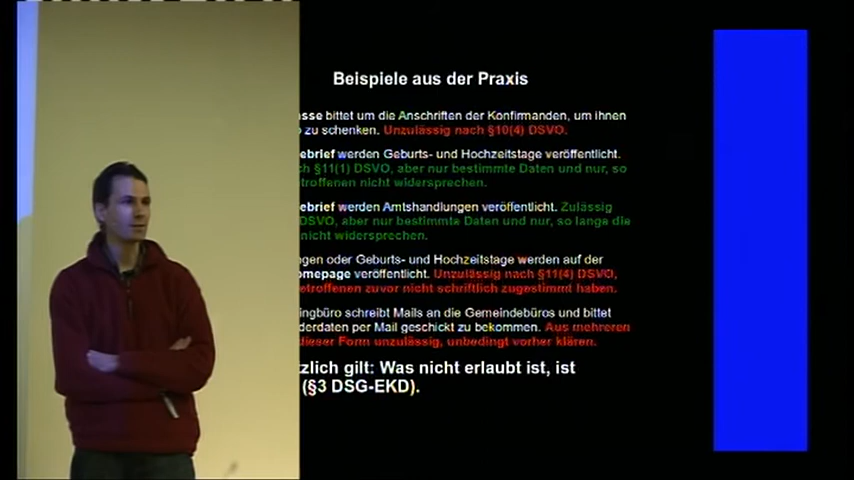 Beispiele aus der Praxis
asse bittet um die Anschriften der Konfirmanden, um ihnen
zu schenken. Unzulässig nach §10(4) DSVO.
ebrief werden Geburts- und Hochzeitstage veröffentlicht.
ch §11(1) DSVO, aber nur bestimmte Daten und nur, so
troffenen nicht widersprechen.
ebrief werden Amtshandlungen veröffentlicht. Zulässig
DSVO, aber nur bestimmte Daten und nur, so lange die
nicht widersprechen.
ngen oder Geburts- und Hochzeitstage werden auf der
omepage veröffentlicht. Unzulässig nach §11(4) DSVO,
etroffenen zuvor nicht schriftlich zugestimmt haben.
ingbüro schreibt Mails an die Gemeindebüros und bittet
derdaten per Mail geschickt zu bekommen. Aus mehreren
dieser Form unzulässig, unbedingt vorher klären.
zlich gilt: Was nicht erlaubt ist, ist
(§3 DSG-EKD).